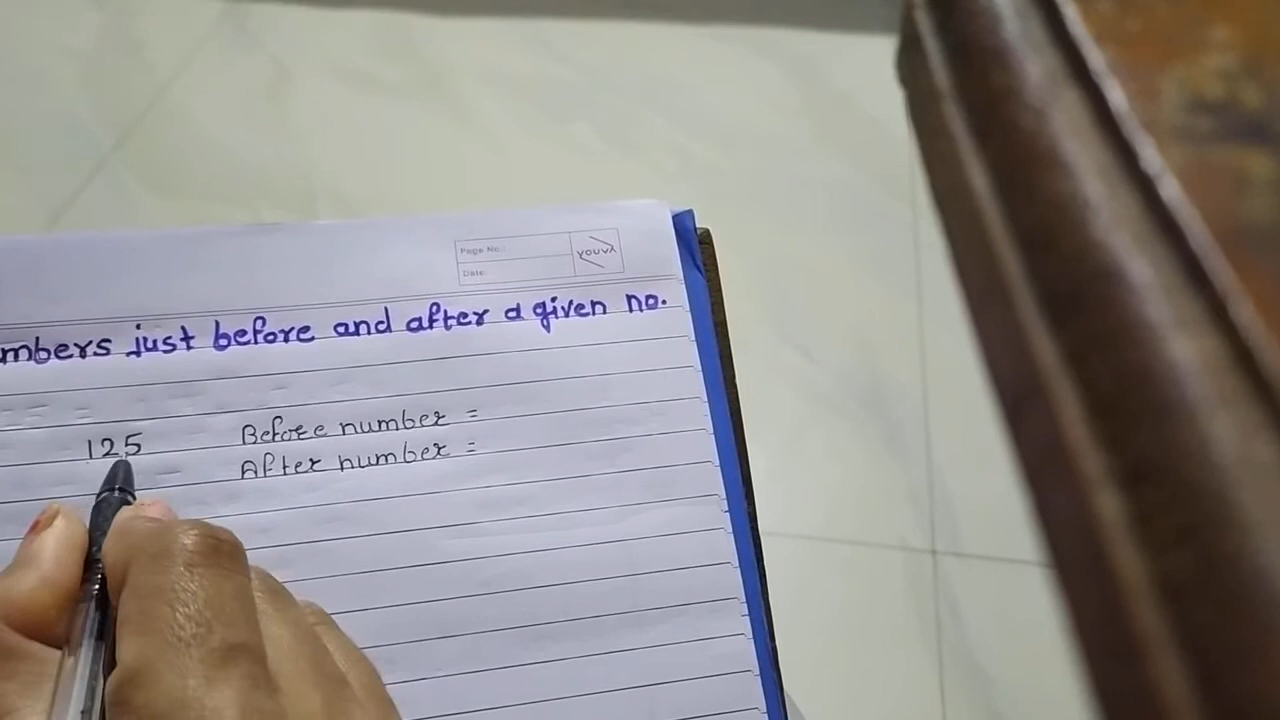 Page No.:
Date:
YOUVA
mbers just before and after a given no.
125 Before number =
After number =